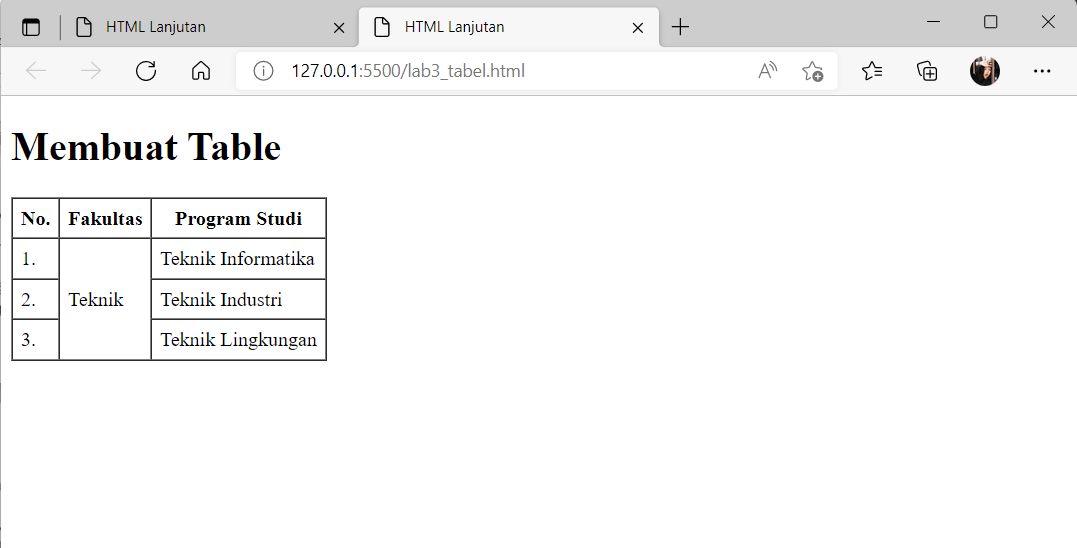 HTML Lanjutan HTML Lanjutan
127.0.0.1:5500/lab3_tabel.html
Membuat Table
No. Fakultas Program Studi
1. Teknik Informatika
2. Teknik Teknik Industri
3. Teknik Lingkungan